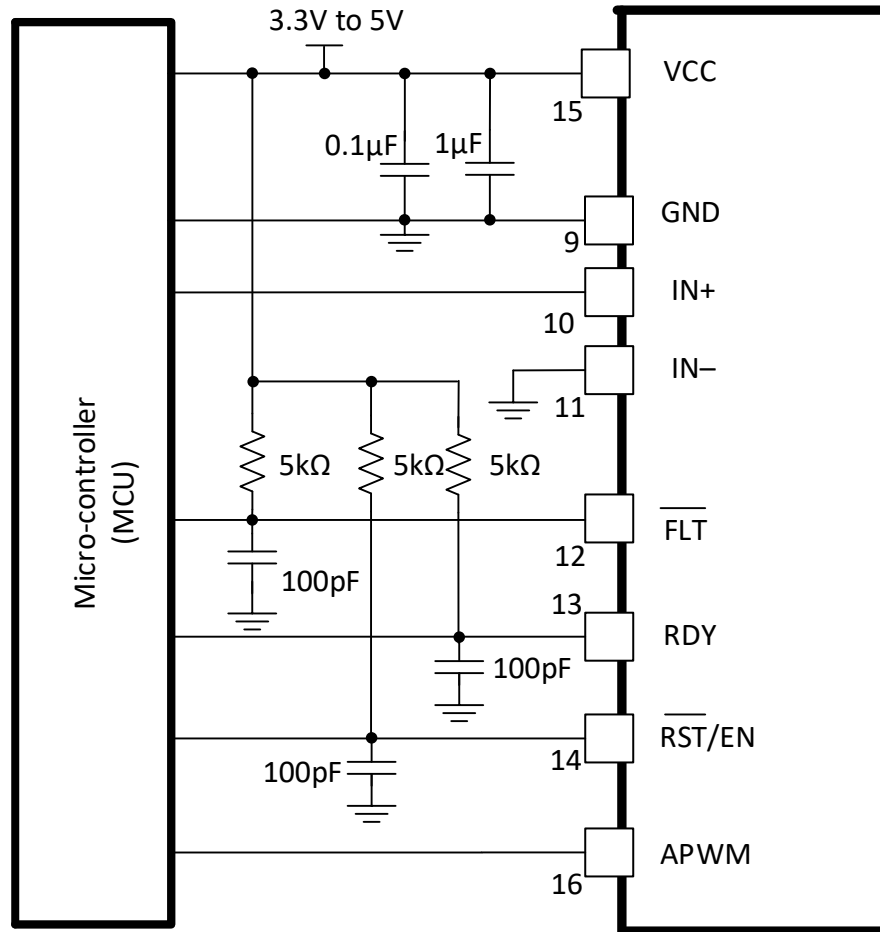 3.3V to 5V
VCC
15
0.1µF
1µF
GND
9
IN+
10
IN–
11
Micro-controller
(MCU)
5kΩ
5kΩ
5kΩ
FLT
12
100pF
13
RDY
100pF
RST/EN
14
100pF
APWM
16